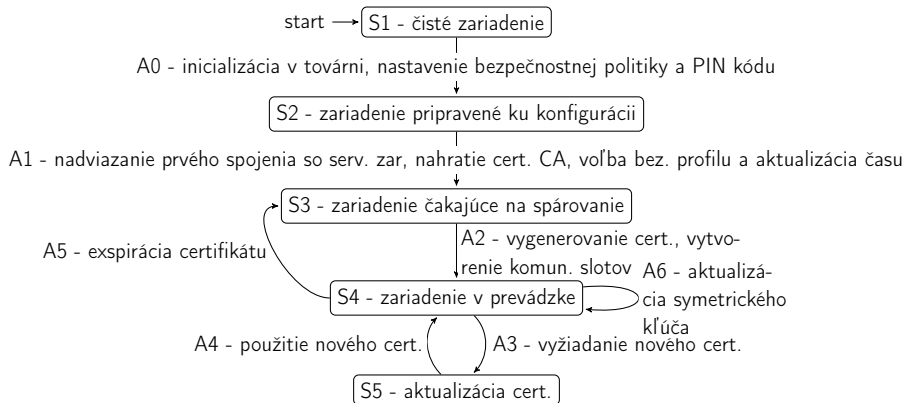 start
S1 - čisté zariadenie
A0 - inicializácia v továrni, nastavenie bezpečnostnej politiky a PIN kódu
S2 - zariadenie pripravené ku konfigurácii
A1 - nadviazanie prvého spojenia so serv. zar, nahratie cert. CA, voľba bez. profilu a aktualizácia času
S3 - zariadenie čakajúce na spárovanie
A2 - vygenerovanie cert., vytvo-
renie komun. slotov
A5 - exspirácia certifikátu
A6 - aktualizá-
cia symetrického
kľúča
S4 - zariadenie v prevádzke
A4 - použitie nového cert.
A3 - vyžiadanie nového cert.
S5 - aktualizácia cert.